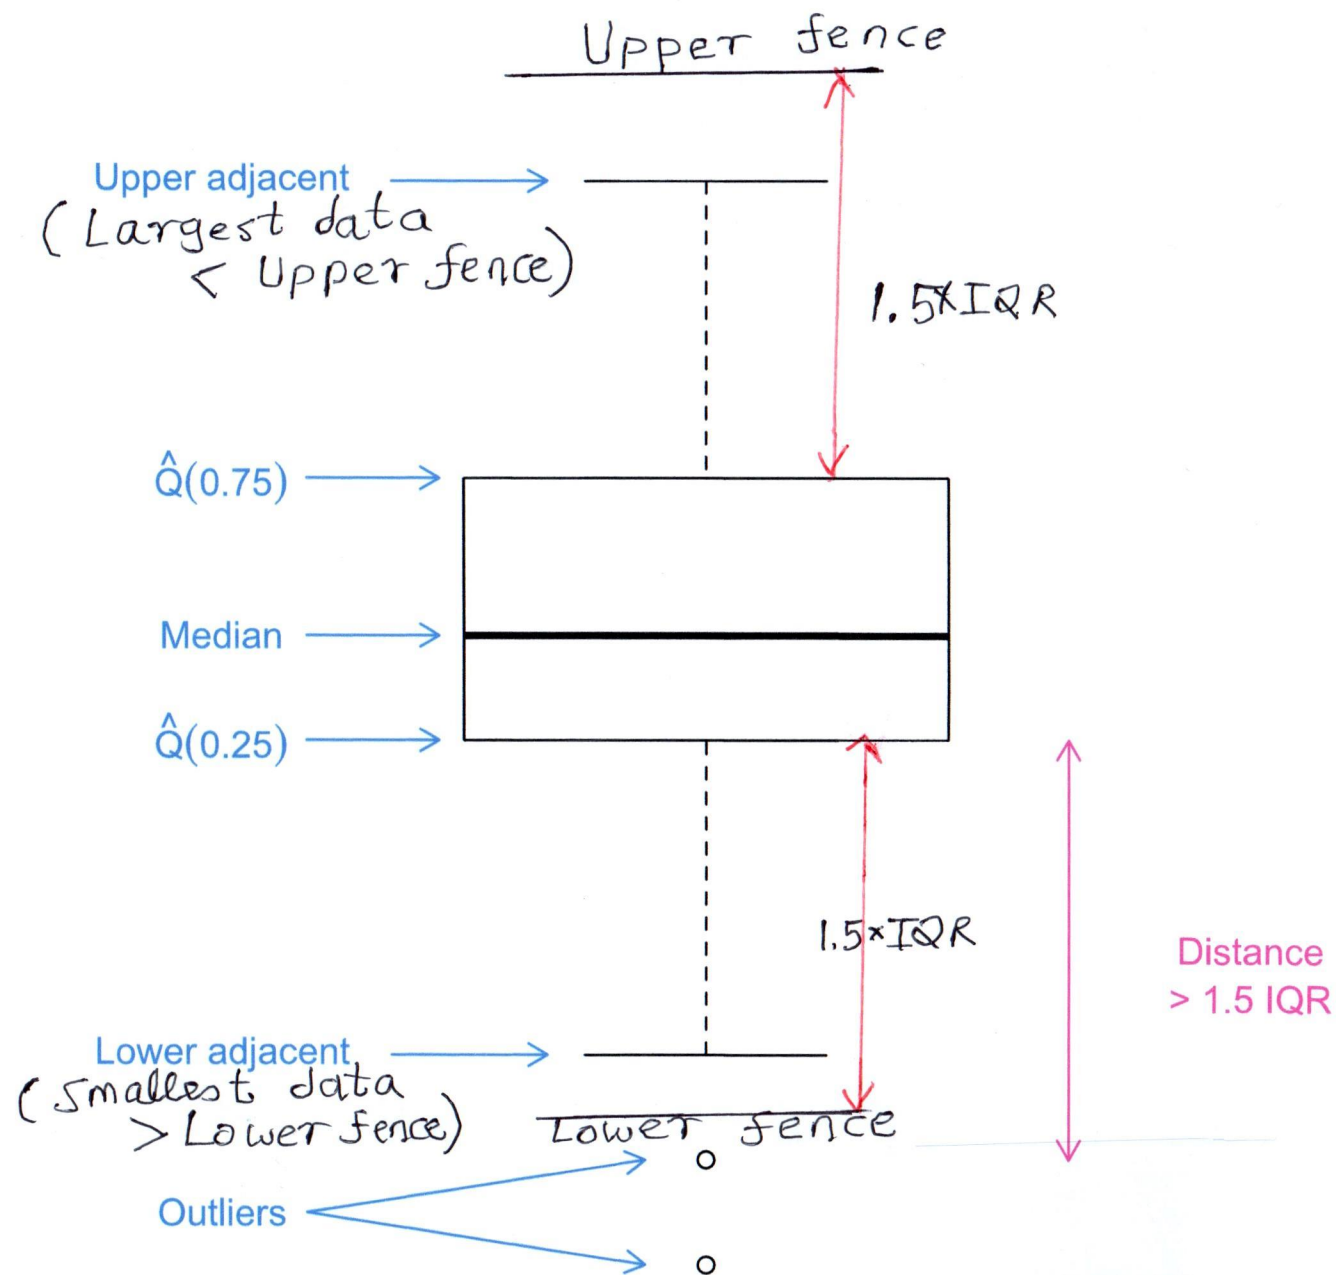 Upper fence
Upper adjacent
(Largest data
< Upper fence)
1.5×IQR
Q̂(0.75)
Median
Q̂(0.25)
1.5×IQR
Distance
> 1.5 IQR
Lower adjacent
(smallest data
> Lower fence)
Lower fence
Outliers